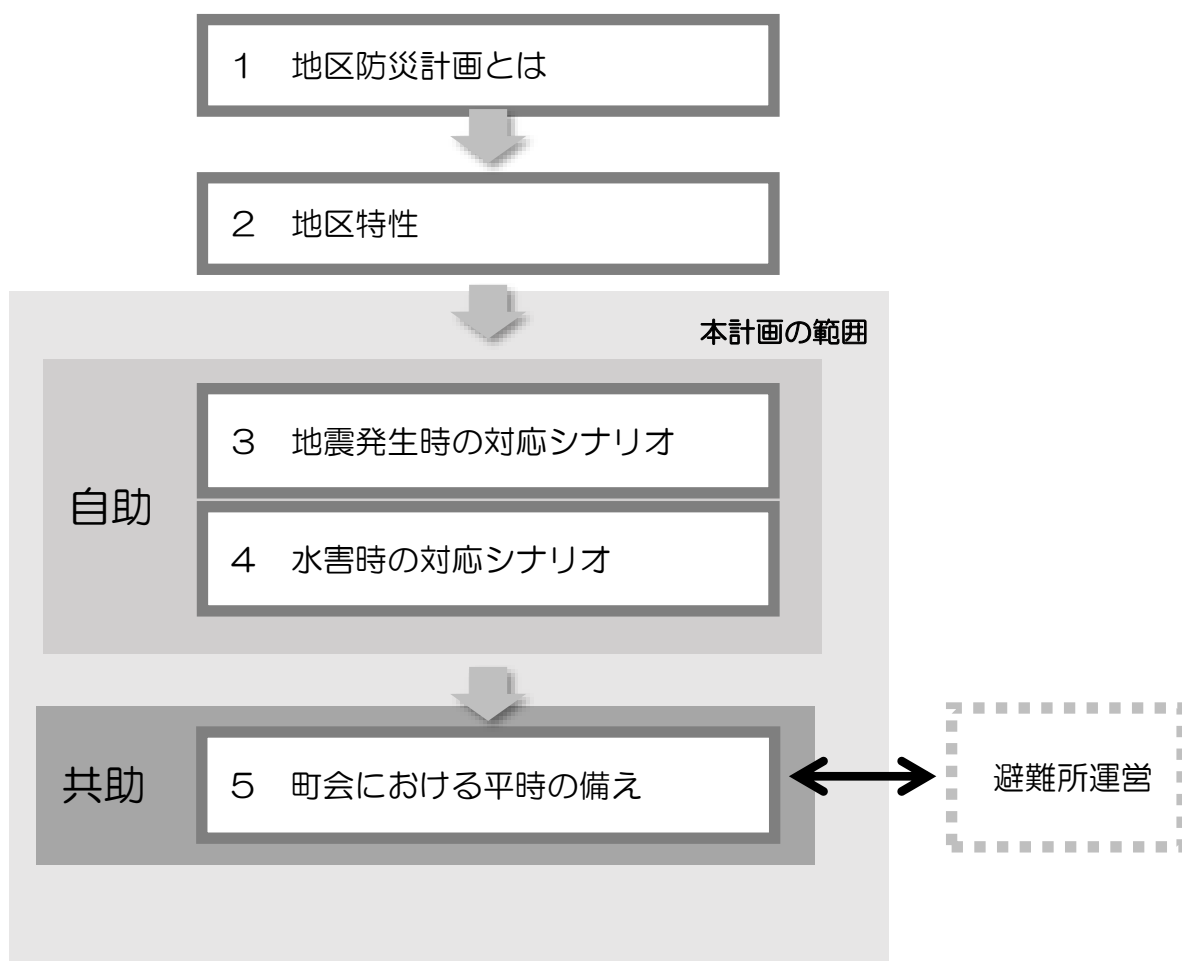 １　地区防災計画とは
２　地区特性
本計画の範囲
自助
３　地震発生時の対応シナリオ
４　水害時の対応シナリオ
共助
５　町会における平時の備え
避難所運営